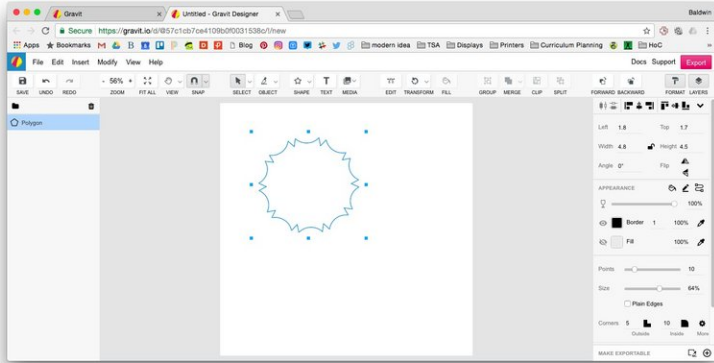 Gravit
Untitled - Gravit Designer
Baldwin
Secure https://gravit.io/d/@57c1cb7ce4109b0f0031538c/l/new
Apps Bookmarks Blog modern idea TSA Displays Printers Curriculum Planning HoC
File Edit Insert Modify View Help
Docs Support Export
56%
SAVE UNDO REDO ZOOM FIT ALL VIEW SNAP SELECT OBJECT SHAPE TEXT MEDIA EDIT TRANSFORM FILL GROUP MERGE CLIP SPLIT FORWARD BACKWARD FORMAT LAYERS
Polygon
Left 1.8 Top 1.7
Width 4.8 Height 4.5
Angle 0° Flip
APPEARANCE
100%
Border 1 100%
Fill 100%
Points 10
Size 64%
Plain Edges
Corners 5 10
Outside Inside More
MAKE EXPORTABLE